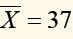 X̅ = 37